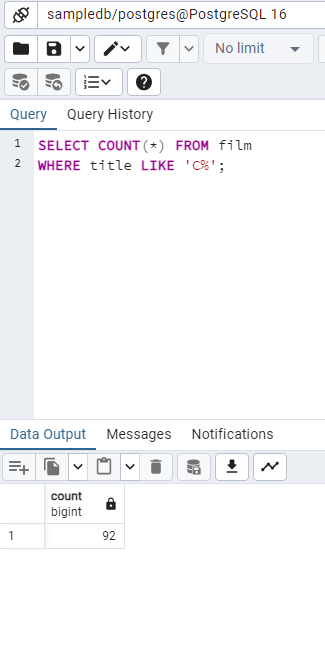 sampledb/postgres@PostgreSQL 16
No limit
Query Query History
1 SELECT COUNT(*) FROM film
2 WHERE title LIKE 'C%';
Data Output Messages Notifications
count
bigint
1 92